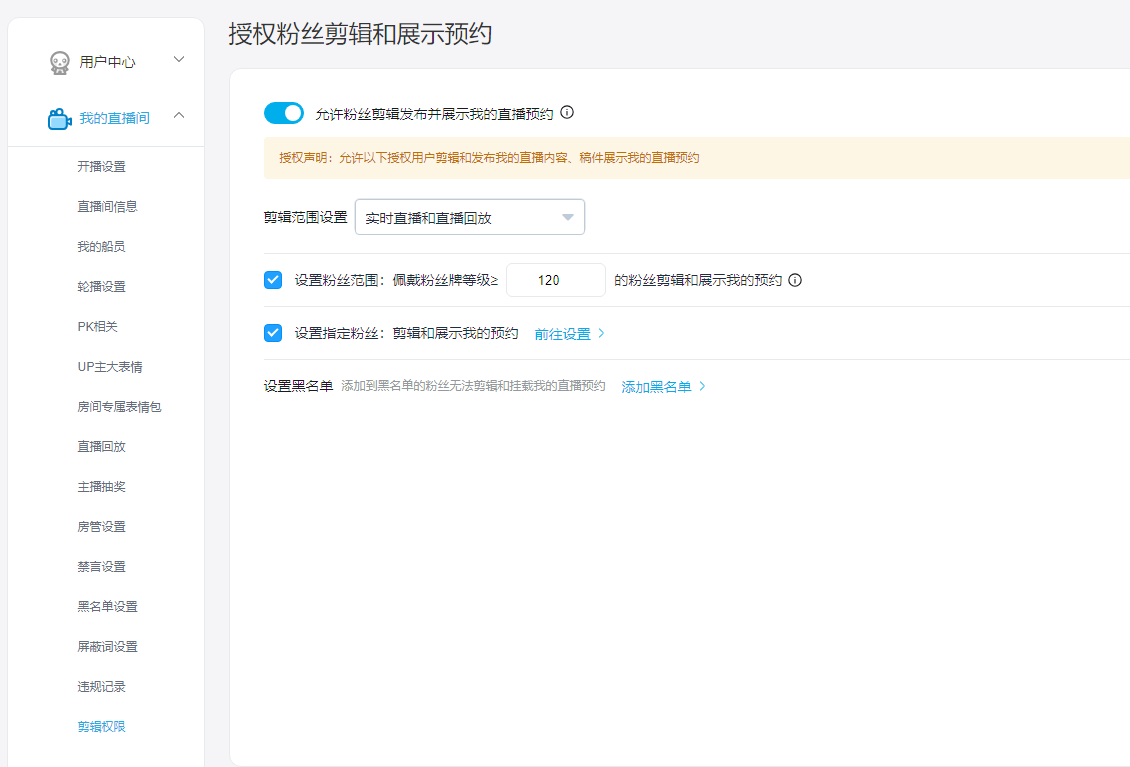 用户中心
我的直播间
开播设置
直播间信息
我的船员
轮播设置
PK相关
UP主大表情
房间专属表情包
直播回放
主播抽奖
房管设置
禁言设置
黑名单设置
屏蔽词设置
违规记录
剪辑权限
授权粉丝剪辑和展示预约
允许粉丝剪辑发布并展示我的直播预约
授权声明：允许以下授权用户剪辑和发布我的直播内容、稿件展示我的直播预约
剪辑范围设置 实时直播和直播回放
设置粉丝范围：佩戴粉丝牌等级≥ 120 的粉丝剪辑和展示我的预约
设置指定粉丝：剪辑和展示我的预约 前往设置
设置黑名单 添加到黑名单的粉丝无法剪辑和挂载我的直播预约 添加黑名单